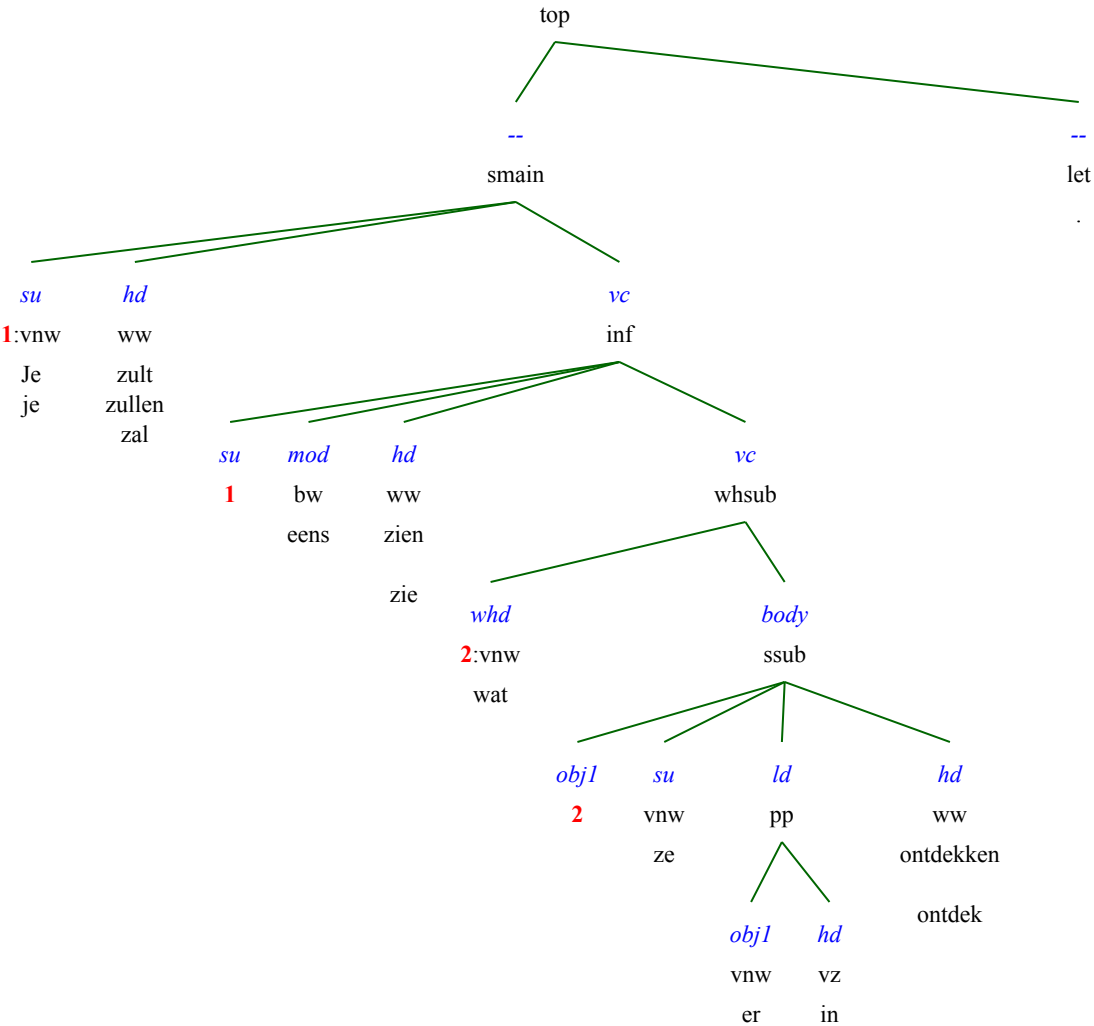 top
-- --
smain let
.
su hd vc
1:vnw ww inf
Je zult
je zullen
zal
su mod hd vc
1 bw ww whsub
eens zien
zie
whd body
2:vnw ssub
wat
obj1 su ld hd
2 vnw pp ww
ze ontdekken
ontdek
obj1 hd
vnw vz
er in